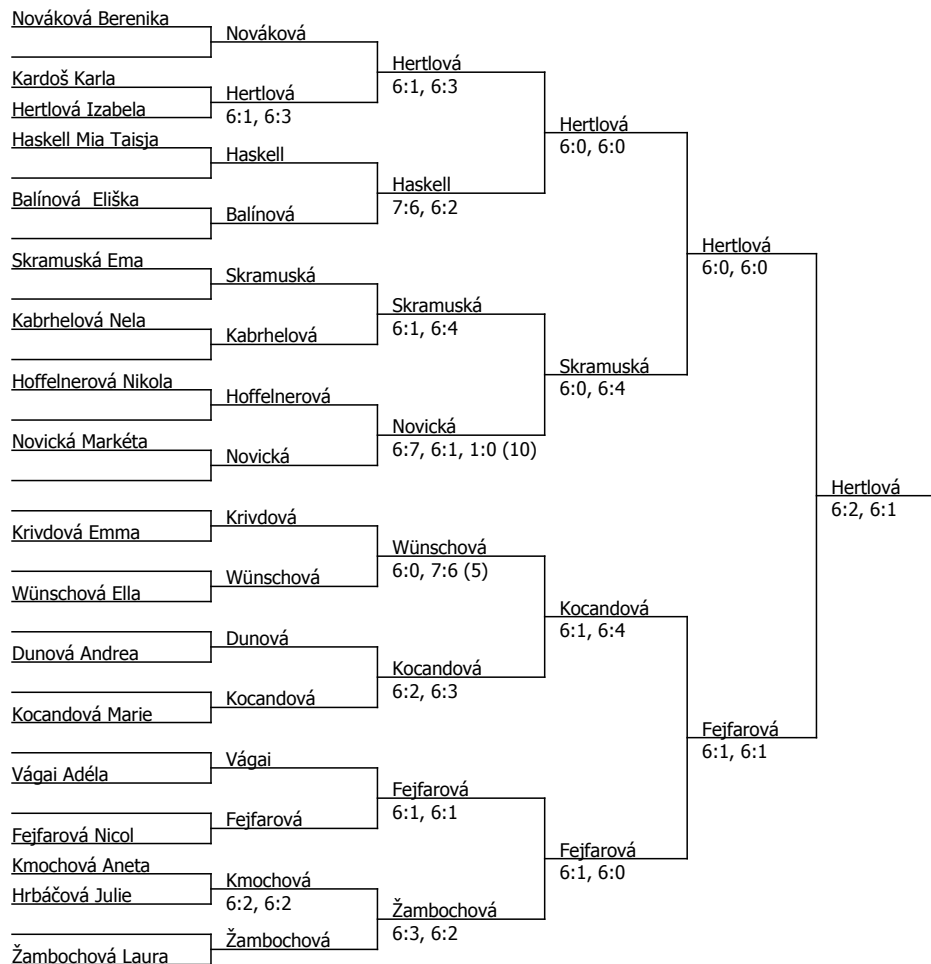 Nováková Berenika
Kardoš Karla
Hertlová Izabela
Haskell Mia Taisja
Balínová  Eliška
Skramuská Ema
Kabrhelová Nela
Hoffelnerová Nikola
Novická Markéta
Krivdová Emma
Wünschová Ella
Dunová Andrea
Kocandová Marie
Vágai Adéla
Fejfarová Nicol
Kmochová Aneta
Hrbáčová Julie
Žambochová Laura
Nováková
Hertlová
6:1, 6:3
Haskell
Balínová
Skramuská
Kabrhelová
Hoffelnerová
Novická
Krivdová
Wünschová
Dunová
Kocandová
Vágai
Fejfarová
Kmochová
6:2, 6:2
Žambochová
Hertlová
6:1, 6:3
Haskell
7:6, 6:2
Skramuská
6:1, 6:4
Novická
6:7, 6:1, 1:0 (10)
Wünschová
6:0, 7:6 (5)
Kocandová
6:2, 6:3
Fejfarová
6:1, 6:1
Žambochová
6:3, 6:2
Hertlová
6:0, 6:0
Skramuská
6:0, 6:4
Kocandová
6:1, 6:4
Fejfarová
6:1, 6:0
Hertlová
6:0, 6:0
Fejfarová
6:1, 6:1
Hertlová
6:2, 6:1